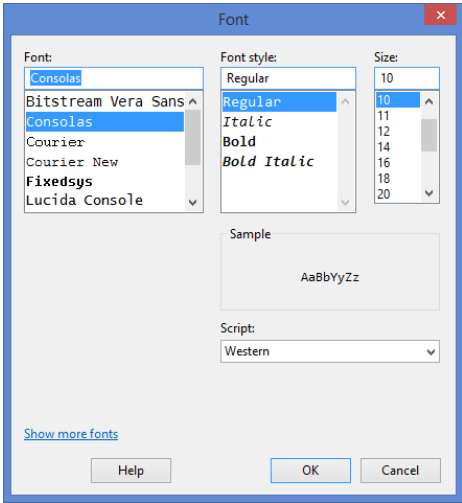 Font
Font: Font style: Size:
Consolas Regular 10
Bitstream Vera Sans Regular 10
Consolas Italic 11
Courier Bold 12
Courier New Bold Italic 14
Fixedsys 16
Lucida Console 18
20
Sample
AaBbYyZz
Script:
Western
Show more fonts
Help OK Cancel